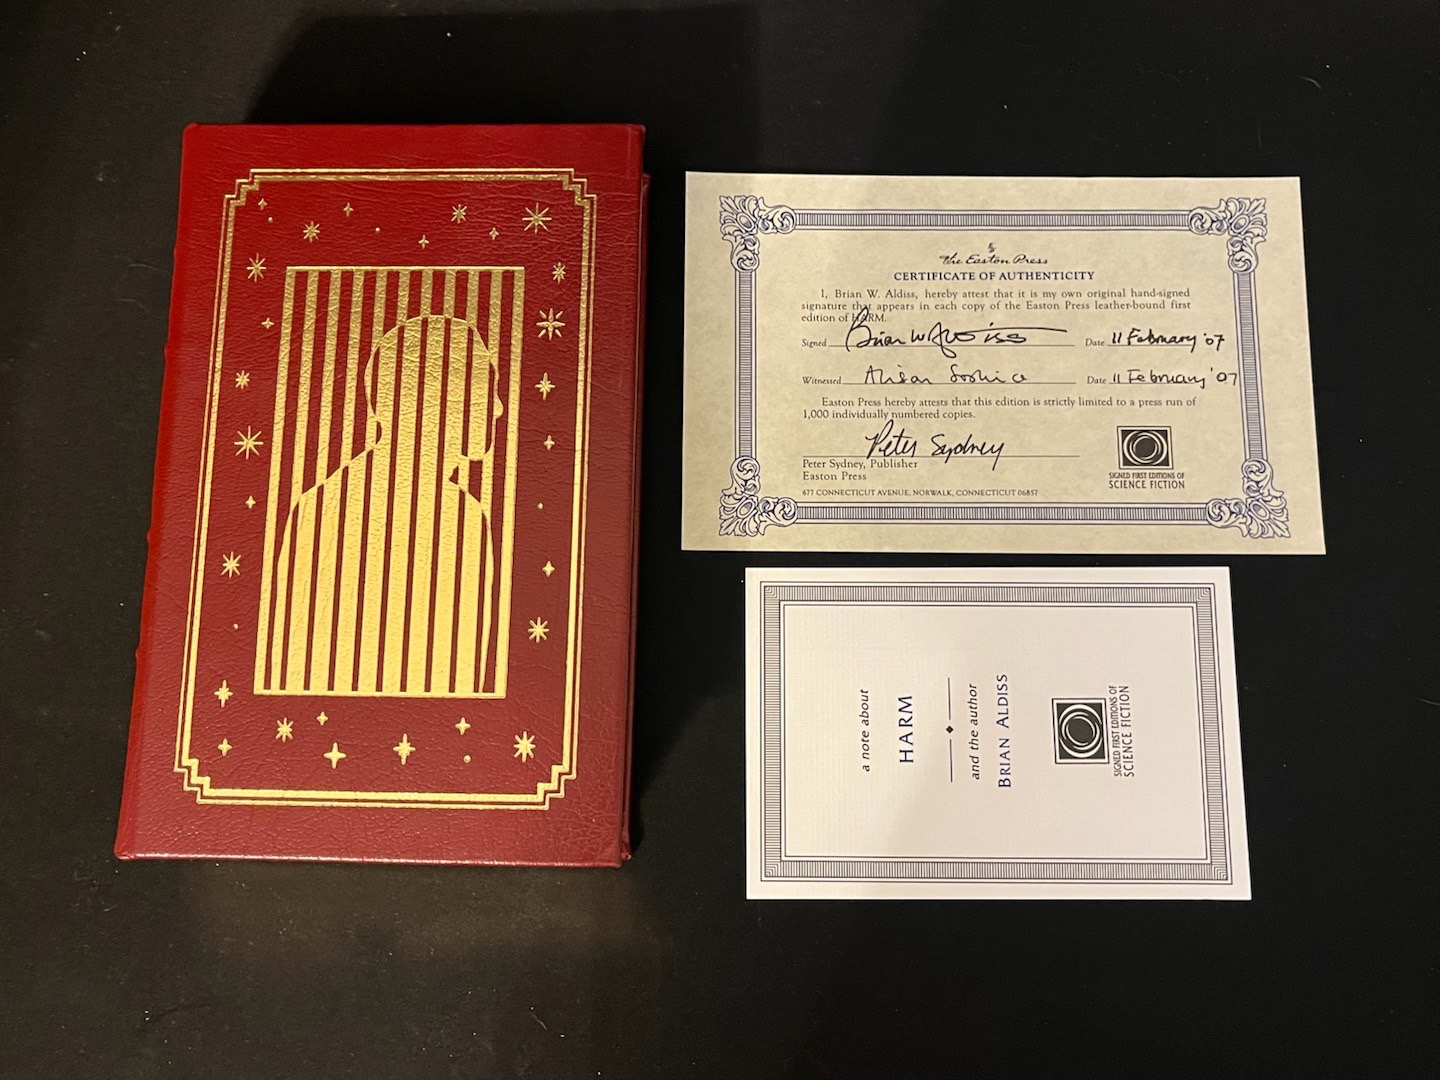 The Easton Press
CERTIFICATE OF AUTHENTICITY
I, Brian W. Aldiss, hereby attest that it is my own original hand-signed
signature that appears in each copy of the Easton Press leather-bound first
edition of HARM.
Signed Brian W Aldiss Date 11 February '07
Witnessed Alison Date 11 February '07
Easton Press hereby attests that this edition is strictly limited to a press run of
1,000 individually numbered copies.
Peter Sydney
Peter Sydney, Publisher
Easton Press
677 CONNECTICUT AVENUE, NORWALK, CONNECTICUT 06857
SIGNED FIRST EDITIONS OF
SCIENCE FICTION
a note about
HARM
and the author
BRIAN ALDISS
SIGNED FIRST EDITIONS OF
SCIENCE FICTION